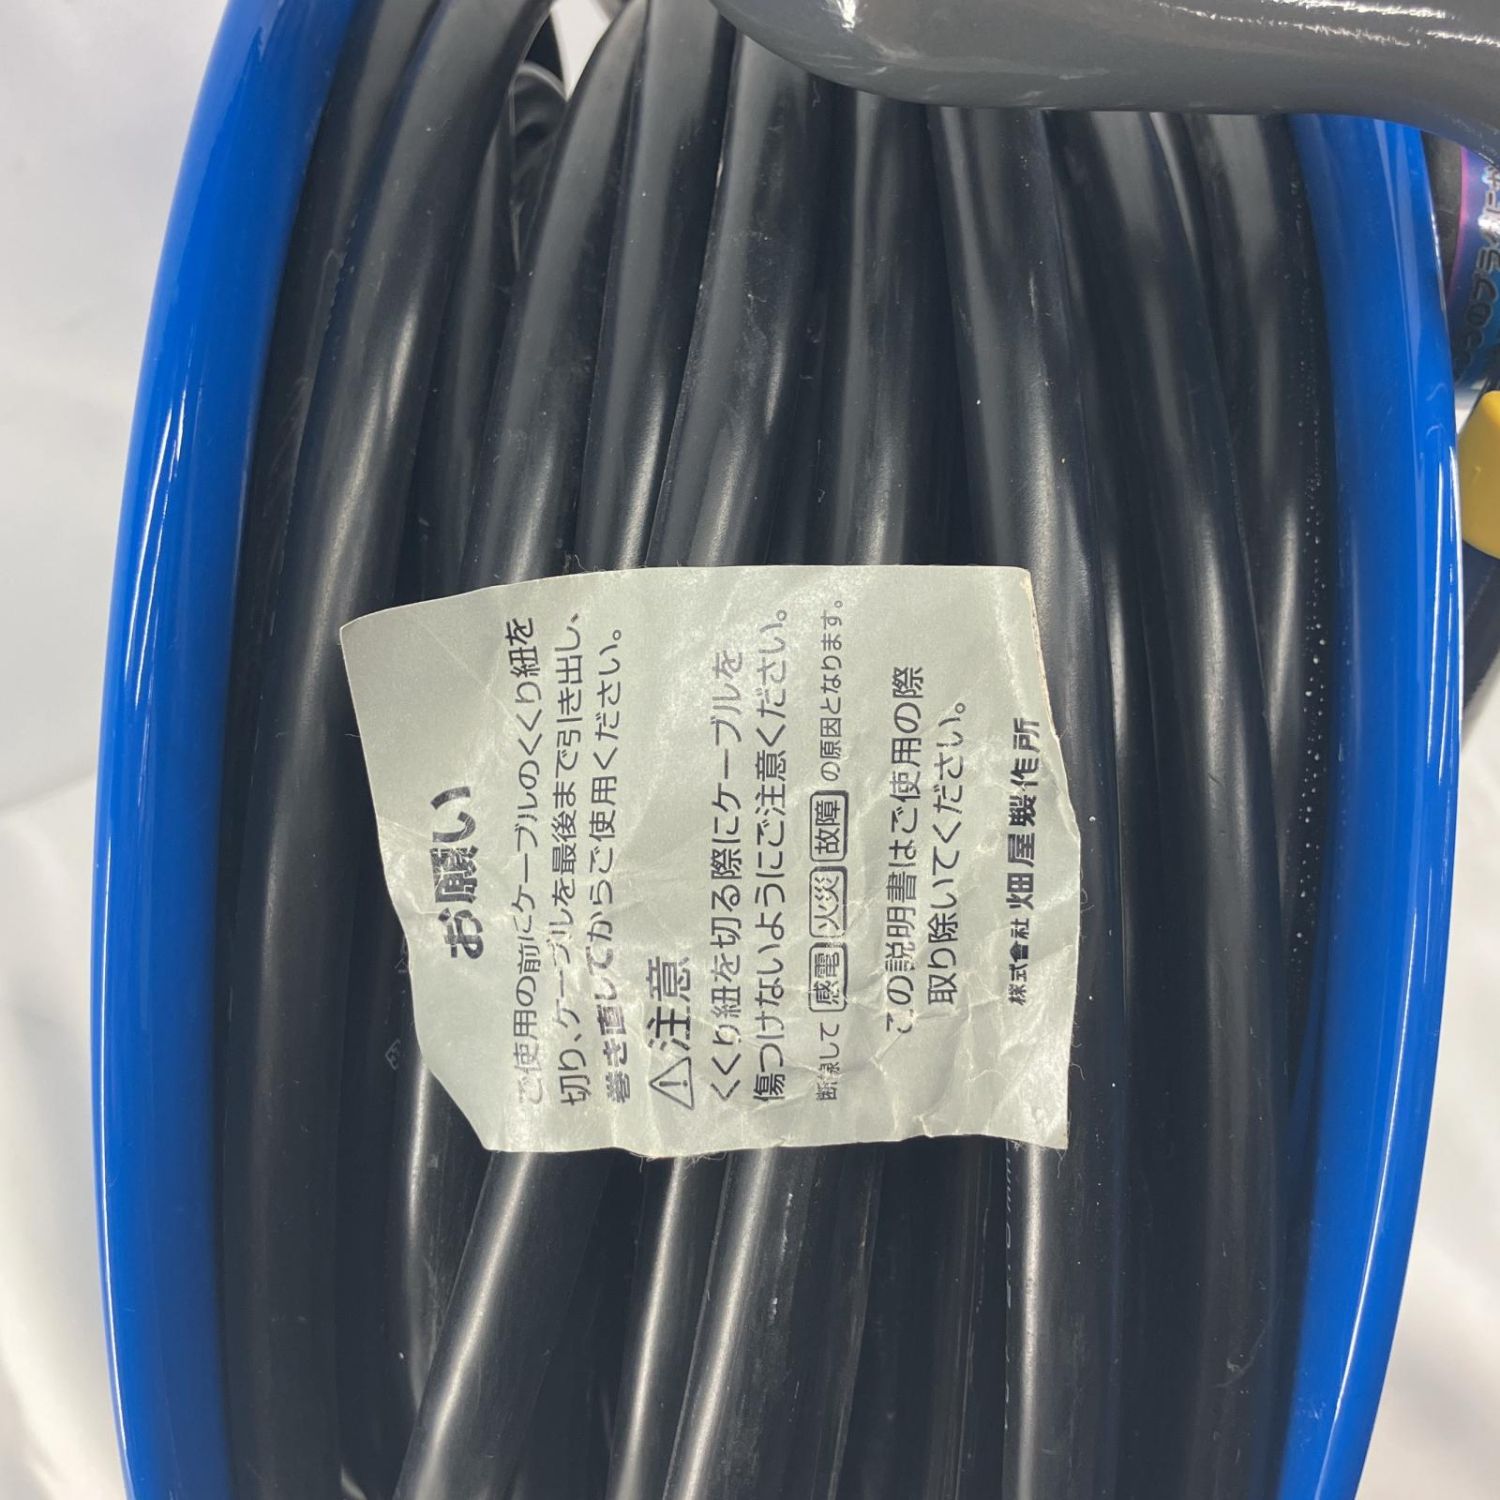 お願い
ご使用の前にケーブルのくくり紐を
切り、ケーブルを最後まで引き出し、
巻き直してからご使用ください。
⚠注意
くくり紐を切る際にケーブルを
傷つけないようにご注意ください。
断線して 感電 火災 故障 の原因となります。
この説明書はご使用の際
取り除いてください。
株式會社 畑屋製作所